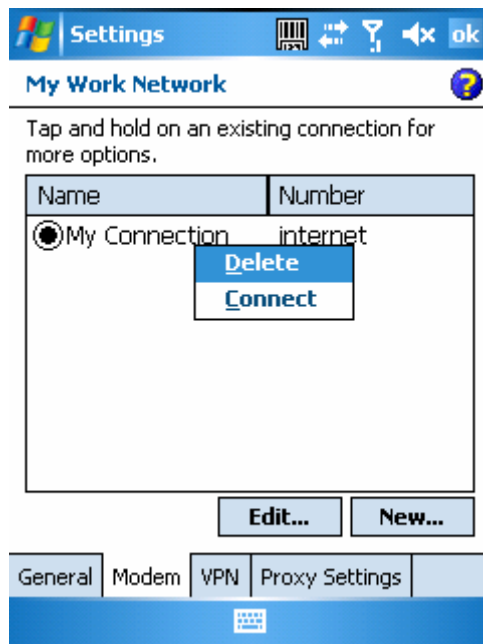 Settings
ok
My Work Network
?
Tap and hold on an existing connection for
more options.
Name Number
My Connection internet
Delete
Connect
Edit... New...
General Modem VPN Proxy Settings